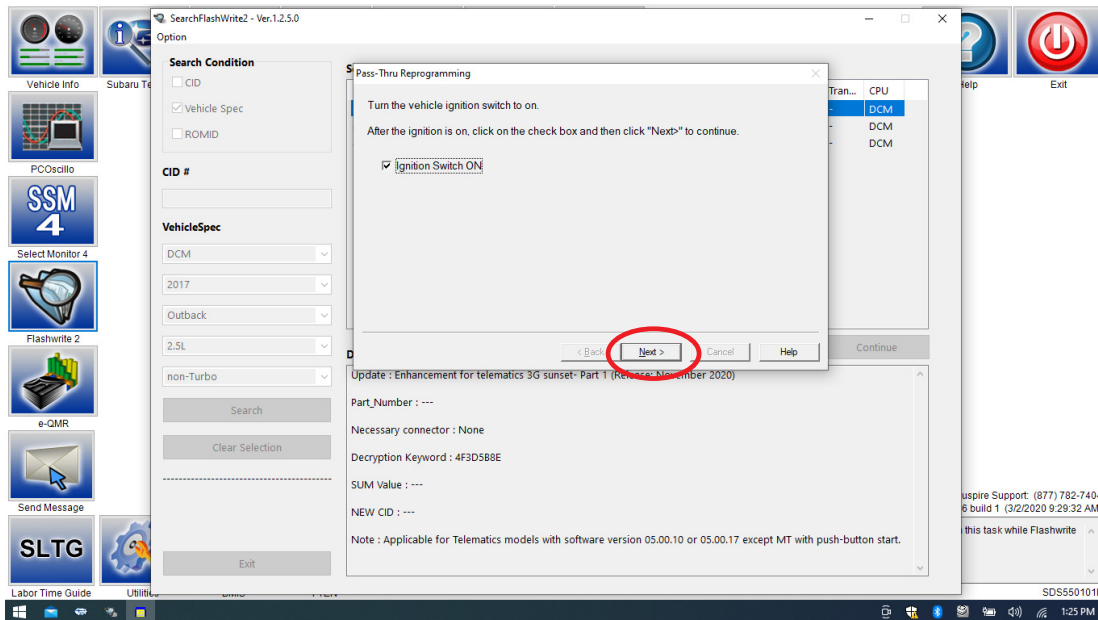 SearchFlashWrite2 - Ver.1.2.5.0
Option
Search Condition
CID
Vehicle Spec
ROMID
CID #
VehicleSpec
DCM
2017
Outback
2.5L
non-Turbo
Search
Clear Selection
Exit
Pass-Thru Reprogramming
Turn the vehicle ignition switch to on.
After the ignition is on, click on the check box and then click "Next>" to continue.
Ignition Switch ON
< Back
Next >
Cancel
Help
Tran... CPU
- DCM
- DCM
- DCM
Continue
Update : Enhancement for telematics 3G sunset- Part 1 (Release: November 2020)
Part_Number : ---
Necessary connector : None
Decryption Keyword : 4F3D5B8E
SUM Value : ---
NEW CID : ---
Note : Applicable for Telematics models with software version 05.00.10 or 05.00.17 except MT with push-button start.
Vehicle Info
Subaru Te
PCOscillo
SSM
4
Select Monitor 4
Flashwrite 2
e-QMR
Send Message
SLTG
Labor Time Guide
Utilities
Help
Exit
uspire Support: (877) 782-740
6 build 1 (3/2/2020 9:29:32 AM
this task while Flashwrite
SDS550101
1:25 PM